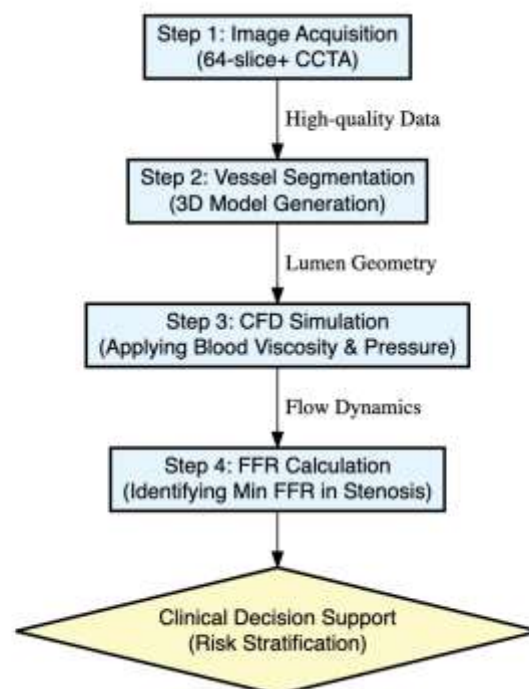 Step 1: Image Acquisition
(64-slice+ CCTA)
High-quality Data
Step 2: Vessel Segmentation
(3D Model Generation)
Lumen Geometry
Step 3: CFD Simulation
(Applying Blood Viscosity & Pressure)
Flow Dynamics
Step 4: FFR Calculation
(Identifying Min FFR in Stenosis)
Clinical Decision Support
(Risk Stratification)